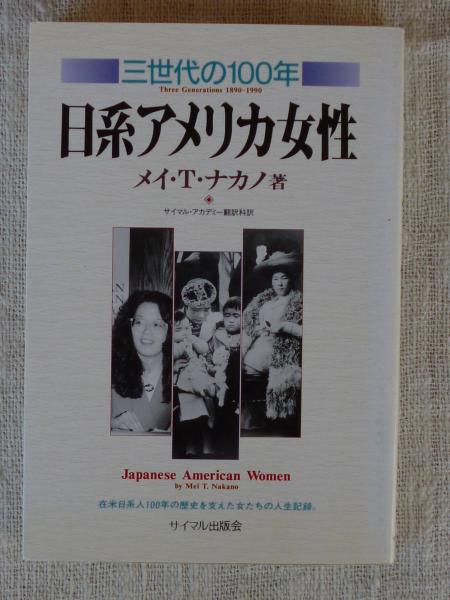 三世代の100年
Three Generations 1890-1990
日系アメリカ女性
メイ・T・ナカノ著
サイマル・アカデミー翻訳科訳
Japanese American Women
by Mei T. Nakano
在米日系人100年の歴史を支えた女たちの人生記録。
サイマル出版会